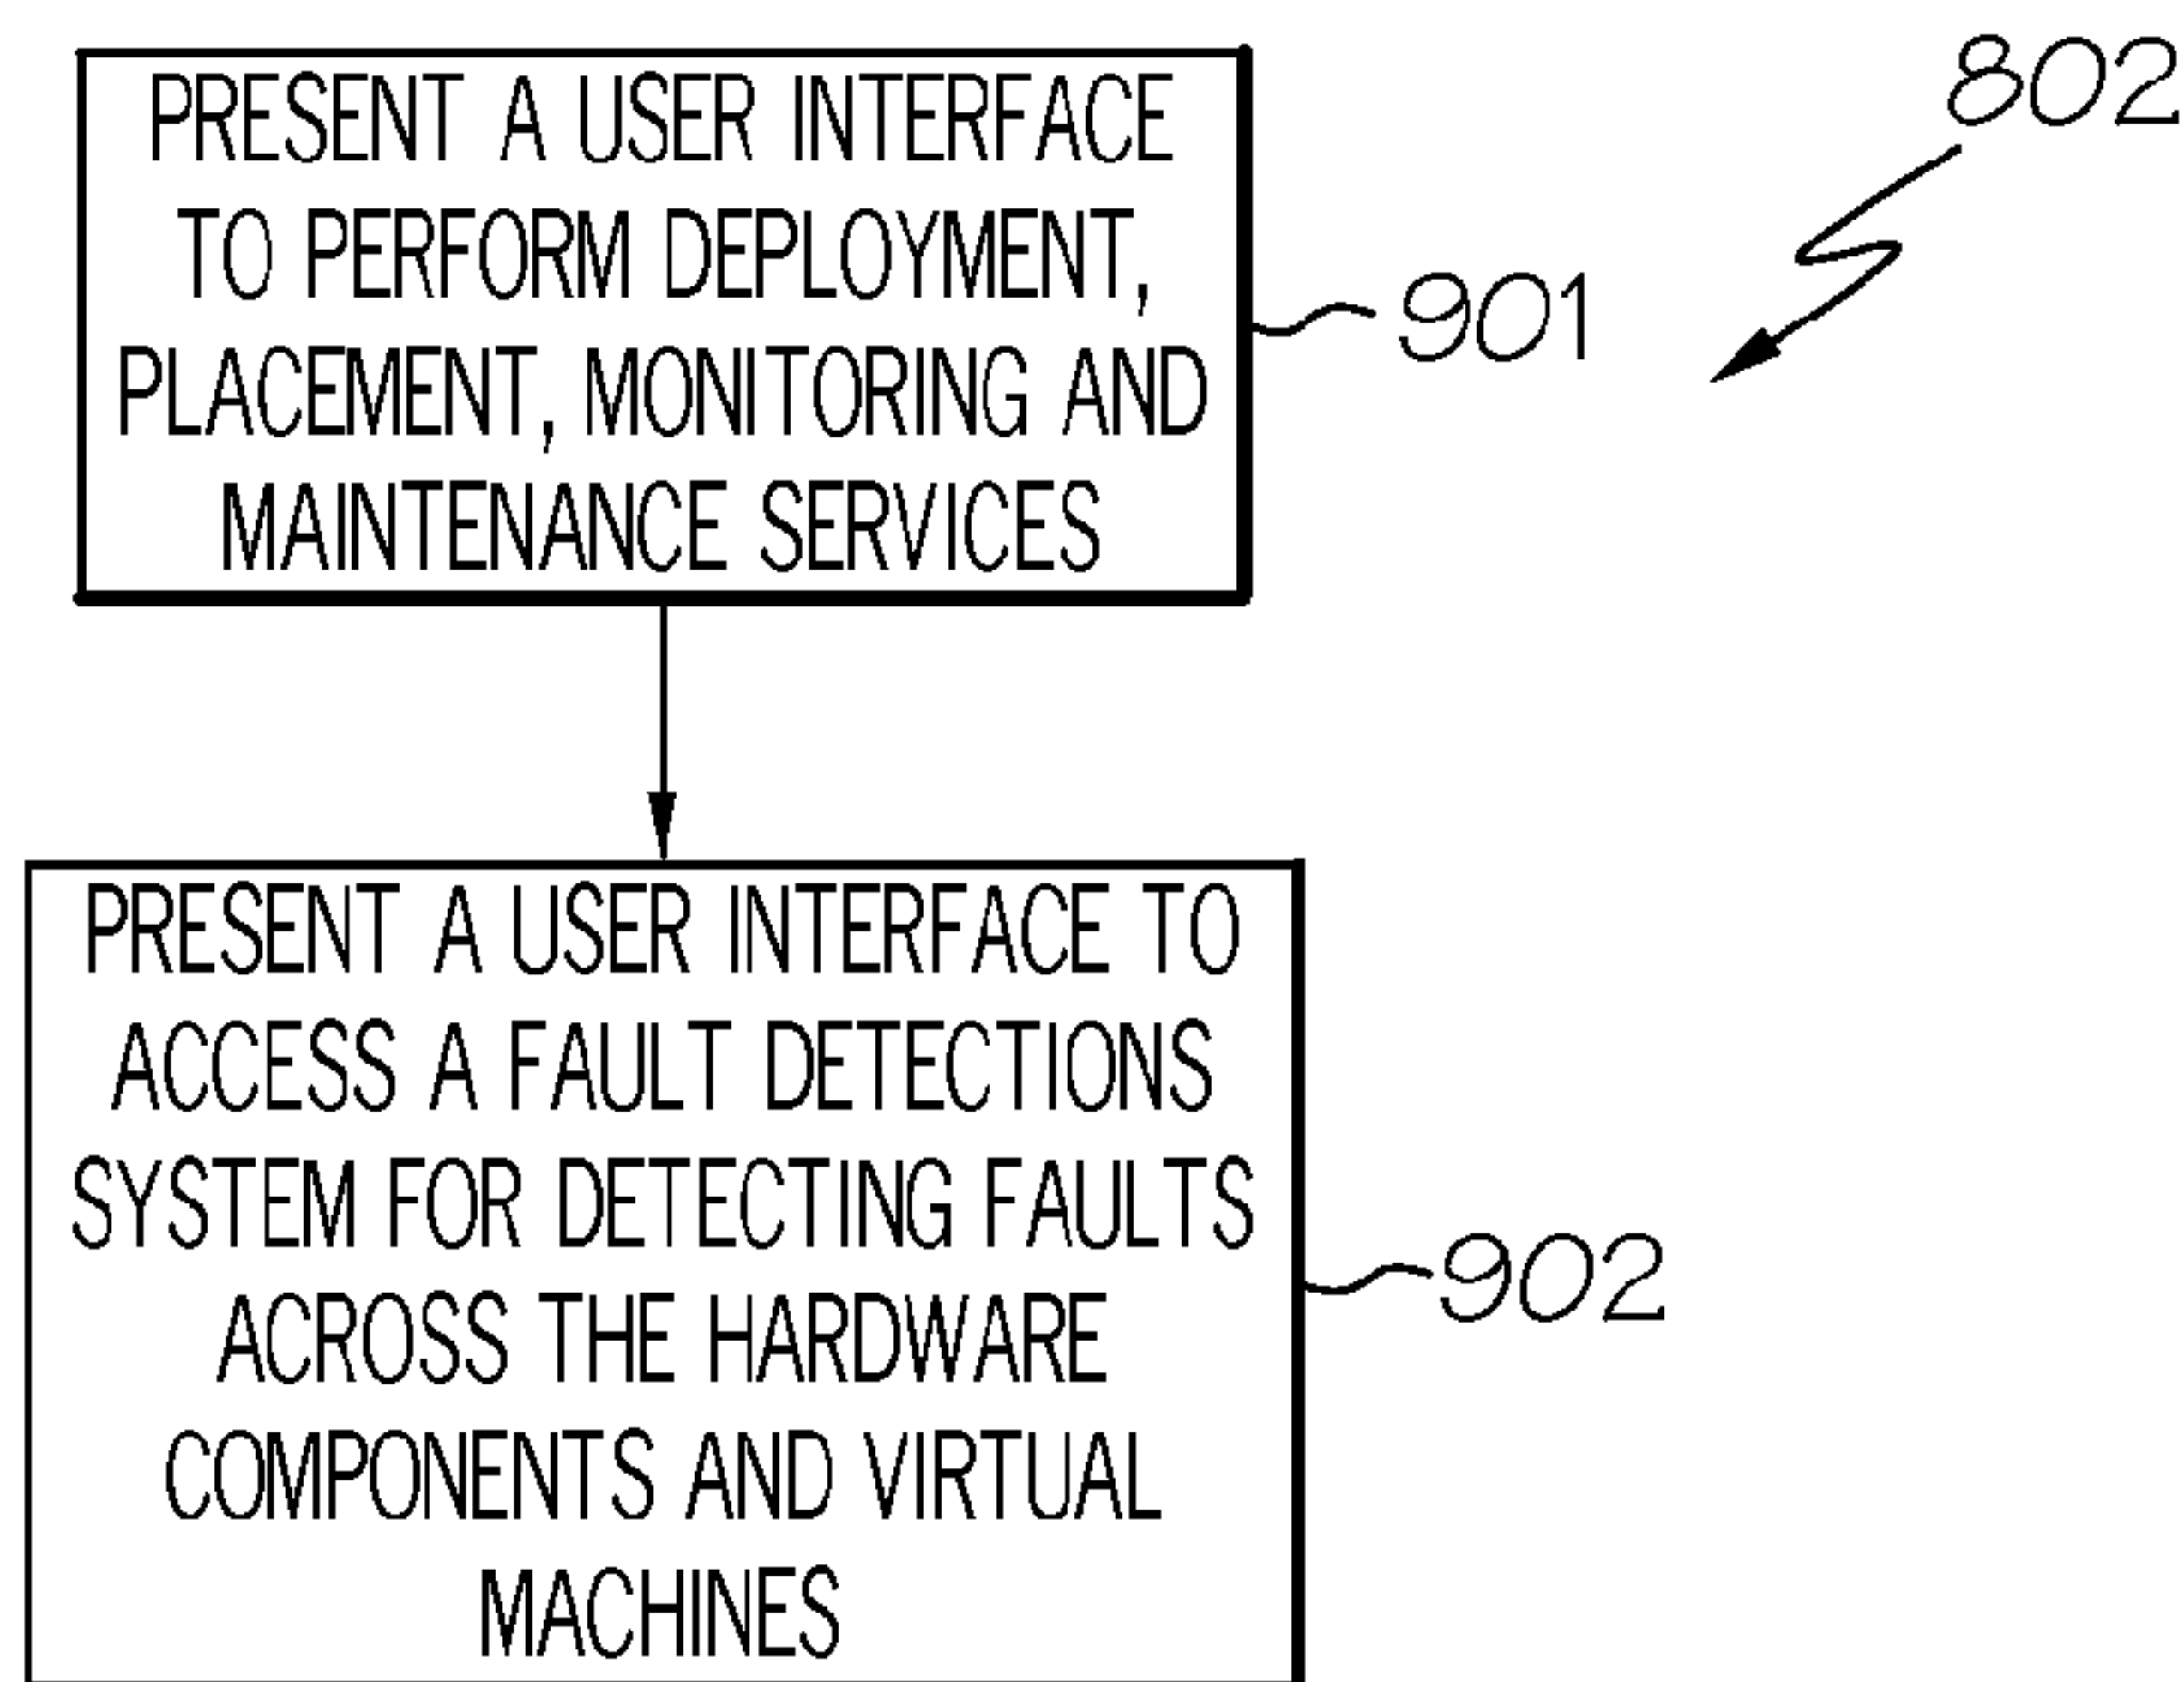 PRESENT A USER INTERFACE
TO PERFORM DEPLOYMENT,
PLACEMENT, MONITORING AND
MAINTENANCE SERVICES
802
901
PRESENT A USER INTERFACE TO
ACCESS A FAULT DETECTIONS
SYSTEM FOR DETECTING FAULTS
ACROSS THE HARDWARE
COMPONENTS AND VIRTUAL
MACHINES
902